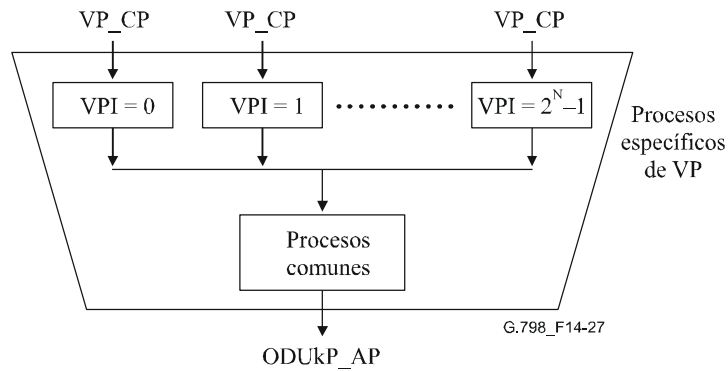 VP_CP VP_CP VP_CP
VPI = 0 VPI = 1 VPI = 2^N–1
Procesos
específicos
de VP
Procesos
comunes
G.798_F14-27
ODUkP_AP